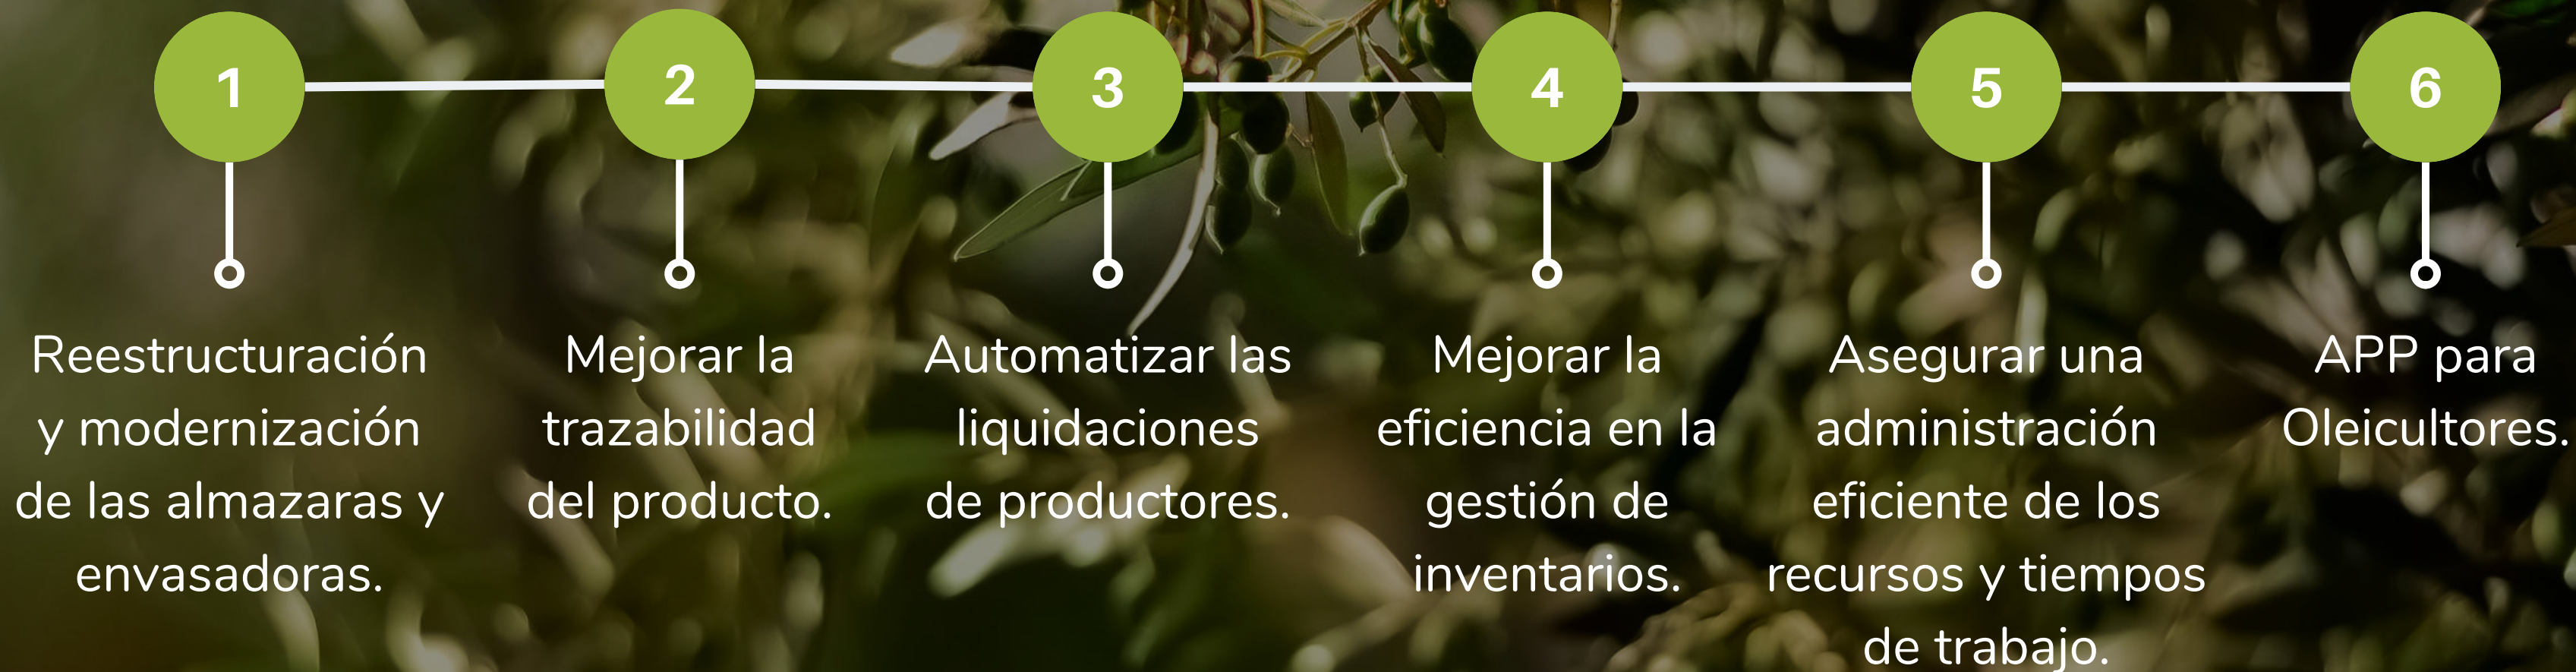 1
Reestructuración
y modernización
de las almazaras y
envasadoras.
2
Mejorar la
trazabilidad
del producto.
3
Automatizar las
liquidaciones
de productores.
4
Mejorar la
eficiencia en la
gestión de
inventarios.
5
Asegurar una
administración
eficiente de los
recursos y tiempos
de trabajo.
6
APP para
Oleicultores.